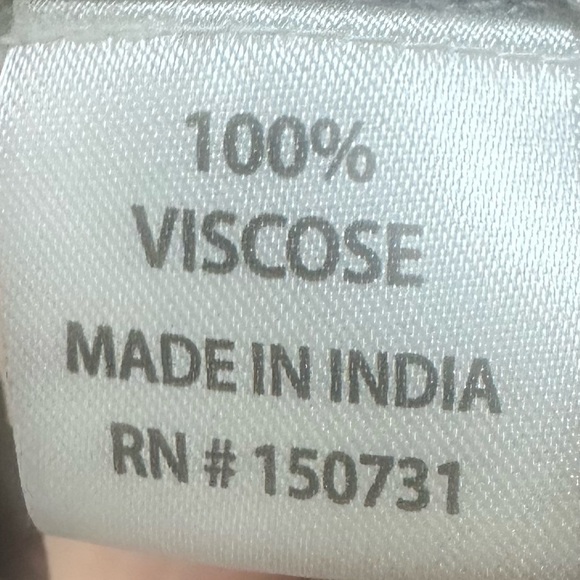 100%
VISCOSE
MADE IN INDIA
RN # 150731